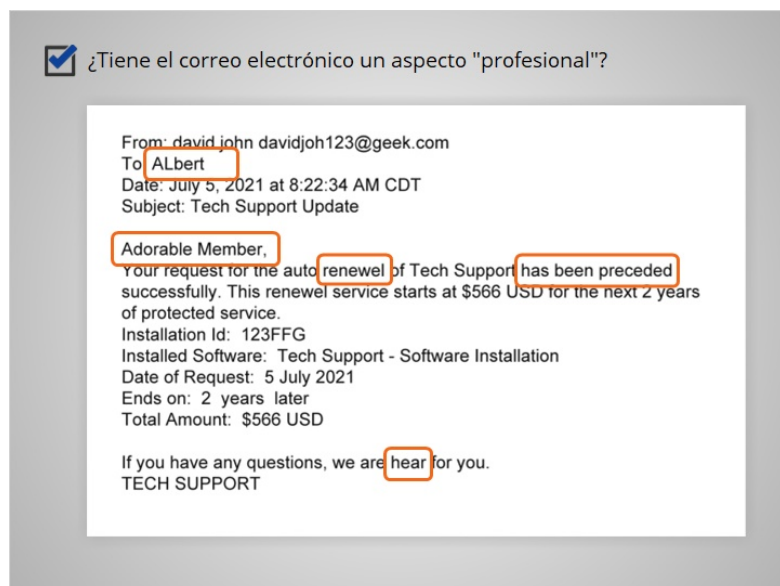 ¿Tiene el correo electrónico un aspecto "profesional"?
From: david john davidjoh123@geek.com
To ALbert
Date: July 5, 2021 at 8:22:34 AM CDT
Subject: Tech Support Update
Adorable Member,
Your request for the auto renewel of Tech Support has been preceded
successfully. This renewel service starts at $566 USD for the next 2 years
of protected service.
Installation Id: 123FFG
Installed Software: Tech Support - Software Installation
Date of Request: 5 July 2021
Ends on: 2 years later
Total Amount: $566 USD
If you have any questions, we are hear for you.
TECH SUPPORT